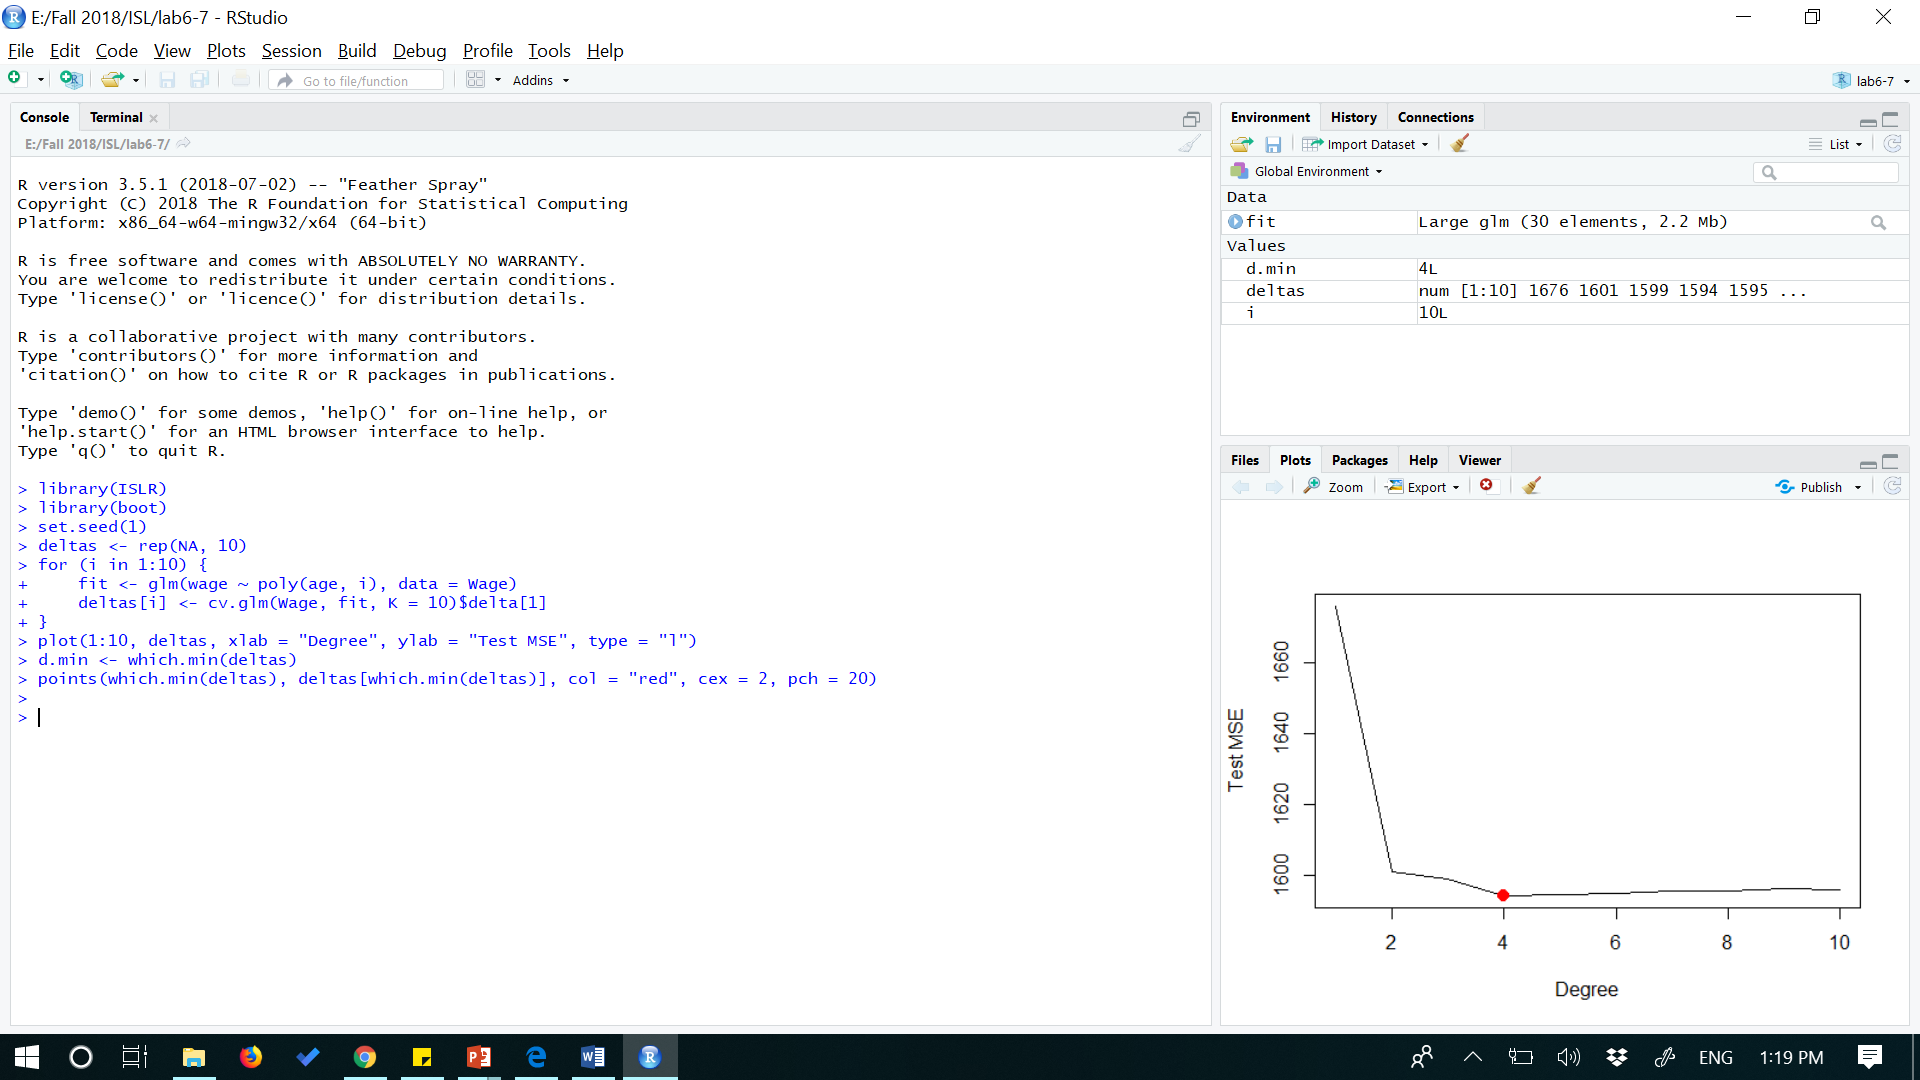 E:/Fall 2018/ISL/lab6-7 - RStudio
File Edit Code View Plots Session Build Debug Profile Tools Help
Go to file/function Addins lab6-7
Console Terminal
E:/Fall 2018/ISL/lab6-7/
R version 3.5.1 (2018-07-02) -- "Feather Spray"
Copyright (C) 2018 The R Foundation for Statistical Computing
Platform: x86_64-w64-mingw32/x64 (64-bit)
R is free software and comes with ABSOLUTELY NO WARRANTY.
You are welcome to redistribute it under certain conditions.
Type 'license()' or 'licence()' for distribution details.
R is a collaborative project with many contributors.
Type 'contributors()' for more information and
'citation()' on how to cite R or R packages in publications.
Type 'demo()' for some demos, 'help()' for on-line help, or
'help.start()' for an HTML browser interface to help.
Type 'q()' to quit R.
> library(ISLR)
> library(boot)
> set.seed(1)
> deltas <- rep(NA, 10)
> for (i in 1:10) {
+     fit <- glm(wage ~ poly(age, i), data = Wage)
+     deltas[i] <- cv.glm(Wage, fit, K = 10)$delta[1]
+ }
> plot(1:10, deltas, xlab = "Degree", ylab = "Test MSE", type = "l")
> d.min <- which.min(deltas)
> points(which.min(deltas), deltas[which.min(deltas)], col = "red", cex = 2, pch = 20)
>
>
Environment History Connections
Import Dataset List
Global Environment
Data
fit Large glm (30 elements, 2.2 Mb)
Values
d.min 4L
deltas num [1:10] 1676 1601 1599 1594 1595 ...
i 10L
Files Plots Packages Help Viewer
Zoom Export Publish
Test MSE
1660
1640
1620
1600
2 4 6 8 10
Degree
ENG 1:19 PM